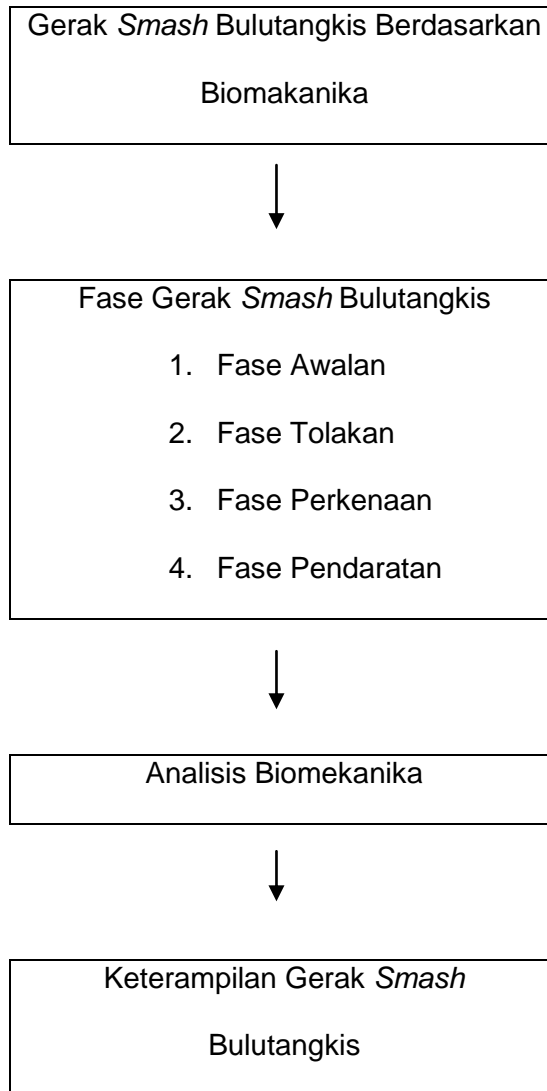 Gerak Smash Bulutangkis Berdasarkan
Biomakanika
Fase Gerak Smash Bulutangkis
1. Fase Awalan
2. Fase Tolakan
3. Fase Perkenaan
4. Fase Pendaratan
Analisis Biomekanika
Keterampilan Gerak Smash
Bulutangkis